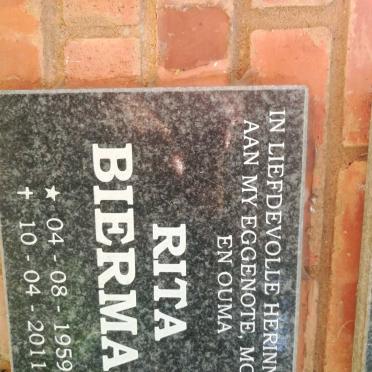 IN LIEFDEVOLLE HERINN
AAN MY EGGENOTE, MO
EN OUMA
RITA
BIERMA
★ 04 - 08 - 1959
✝ 10 - 04 - 2011